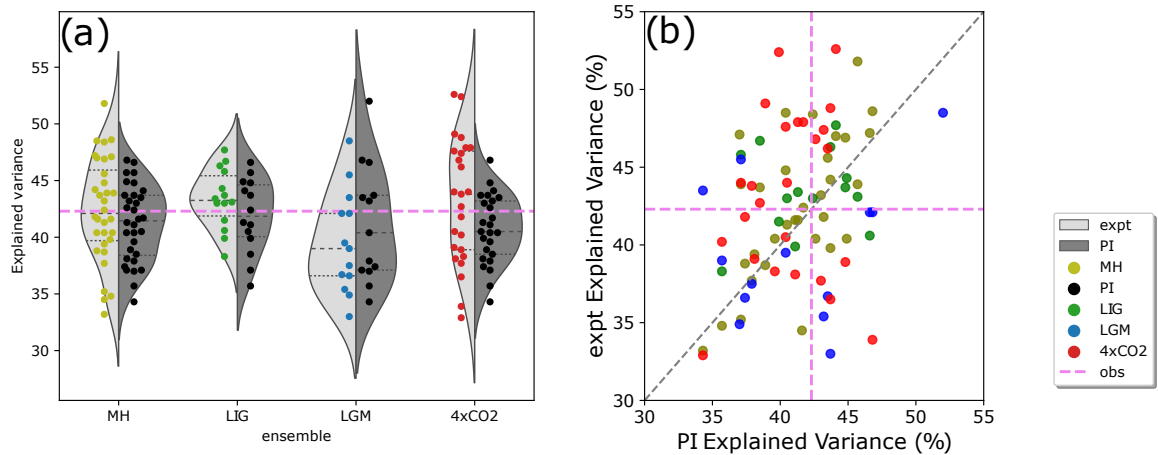 (a)
Explained variance
55
50
45
40
35
30
MH
LIG
LGM
4xCO2
ensemble
(b)
expt Explained Variance (%)
55
50
45
40
35
30
30
35
40
45
50
55
PI Explained Variance (%)
expt
PI
MH
PI
LIG
LGM
4xCO2
obs